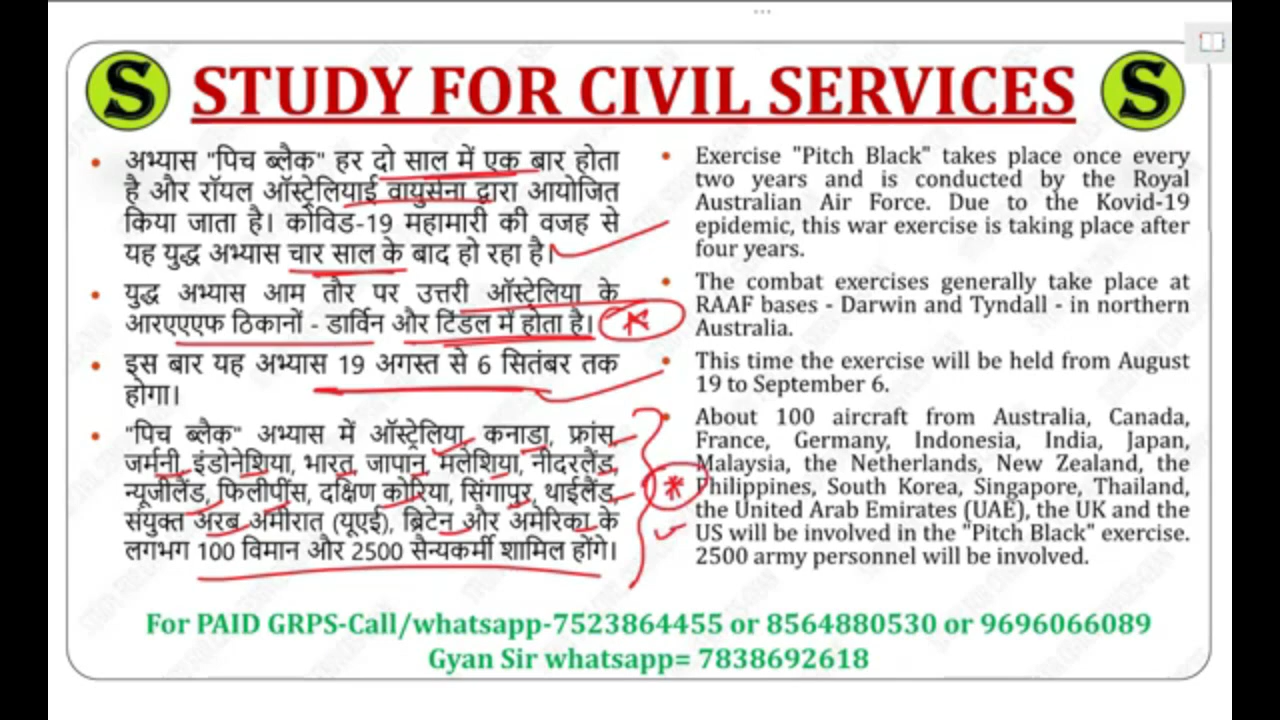 S STUDY FOR CIVIL SERVICES S
अभ्यास "पिच ब्लैक" हर दो साल में एक बार होता
है और रॉयल ऑस्ट्रेलियाई वायुसेना द्वारा आयोजित
किया जाता है। कोविड-19 महामारी की वजह से
यह युद्ध अभ्यास चार साल के बाद हो रहा है।
युद्ध अभ्यास आम तौर पर उत्तरी ऑस्ट्रेलिया के
आरएएएफ ठिकानों - डार्विन और टिंडल में होता है।
इस बार यह अभ्यास 19 अगस्त से 6 सितंबर तक
होगा।
"पिच ब्लैक" अभ्यास में ऑस्ट्रेलिया, कनाडा, फ्रांस,
जर्मनी, इंडोनेशिया, भारत, जापान, मलेशिया, नीदरलैंड,
न्यूजीलैंड, फिलीपींस, दक्षिण कोरिया, सिंगापुर, थाईलैंड,
संयुक्त अरब अमीरात (यूएई), ब्रिटेन और अमेरिका के
लगभग 100 विमान और 2500 सैन्यकर्मी शामिल होंगे।
Exercise "Pitch Black" takes place once every
two years and is conducted by the Royal
Australian Air Force. Due to the Kovid-19
epidemic, this war exercise is taking place after
four years.
The combat exercises generally take place at
RAAF bases - Darwin and Tyndall - in northern
Australia.
This time the exercise will be held from August
19 to September 6.
About 100 aircraft from Australia, Canada,
France, Germany, Indonesia, India, Japan,
Malaysia, the Netherlands, New Zealand, the
Philippines, South Korea, Singapore, Thailand,
the United Arab Emirates (UAE), the UK and the
US will be involved in the "Pitch Black" exercise.
2500 army personnel will be involved.
For PAID GRPS-Call/whatsapp-7523864455 or 8564880530 or 9696066089
Gyan Sir whatsapp= 7838692618